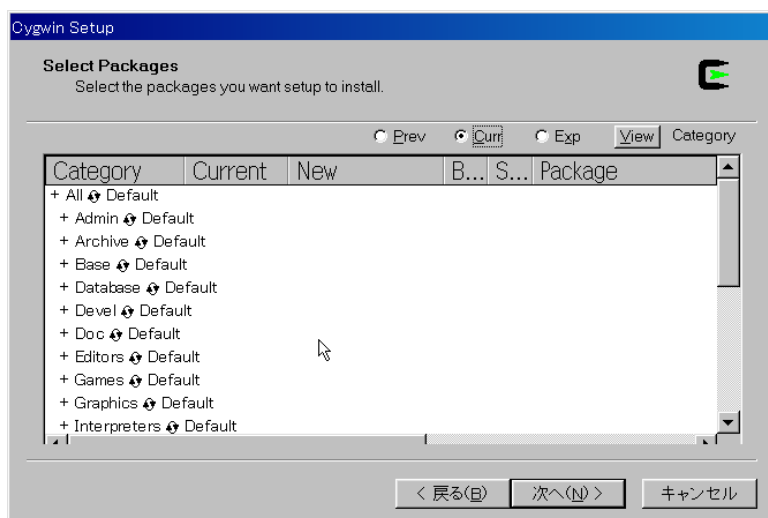 Cygwin Setup
Select Packages
Select the packages you want setup to install.
Prev Curr Exp View Category
Category Current New B... S... Package
+ All Default
+ Admin Default
+ Archive Default
+ Base Default
+ Database Default
+ Devel Default
+ Doc Default
+ Editors Default
+ Games Default
+ Graphics Default
+ Interpreters Default
< 戻る(B) 次へ(N) > キャンセル